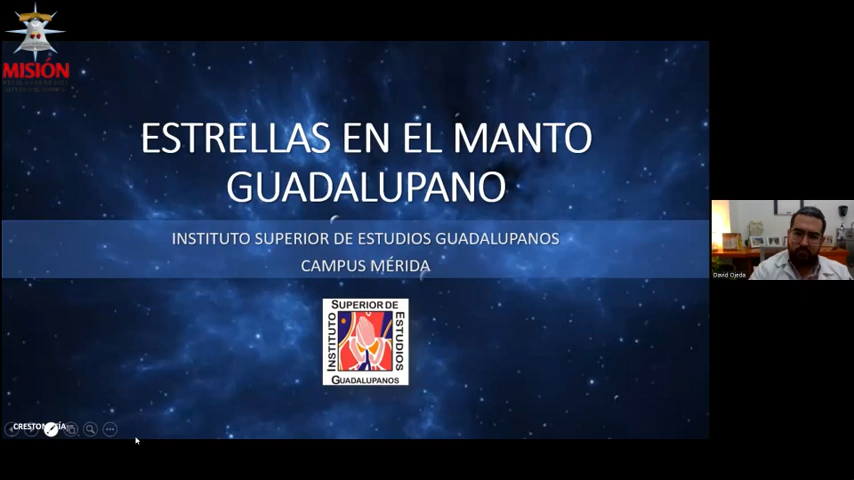 MISIÓN
ESTRELLAS EN EL MANTO
GUADALUPANO
INSTITUTO SUPERIOR DE ESTUDIOS GUADALUPANOS
CAMPUS MÉRIDA
SUPERIOR DE
INSTITUTO
ESTUDIOS
GUADALUPANOS
David Ojeda